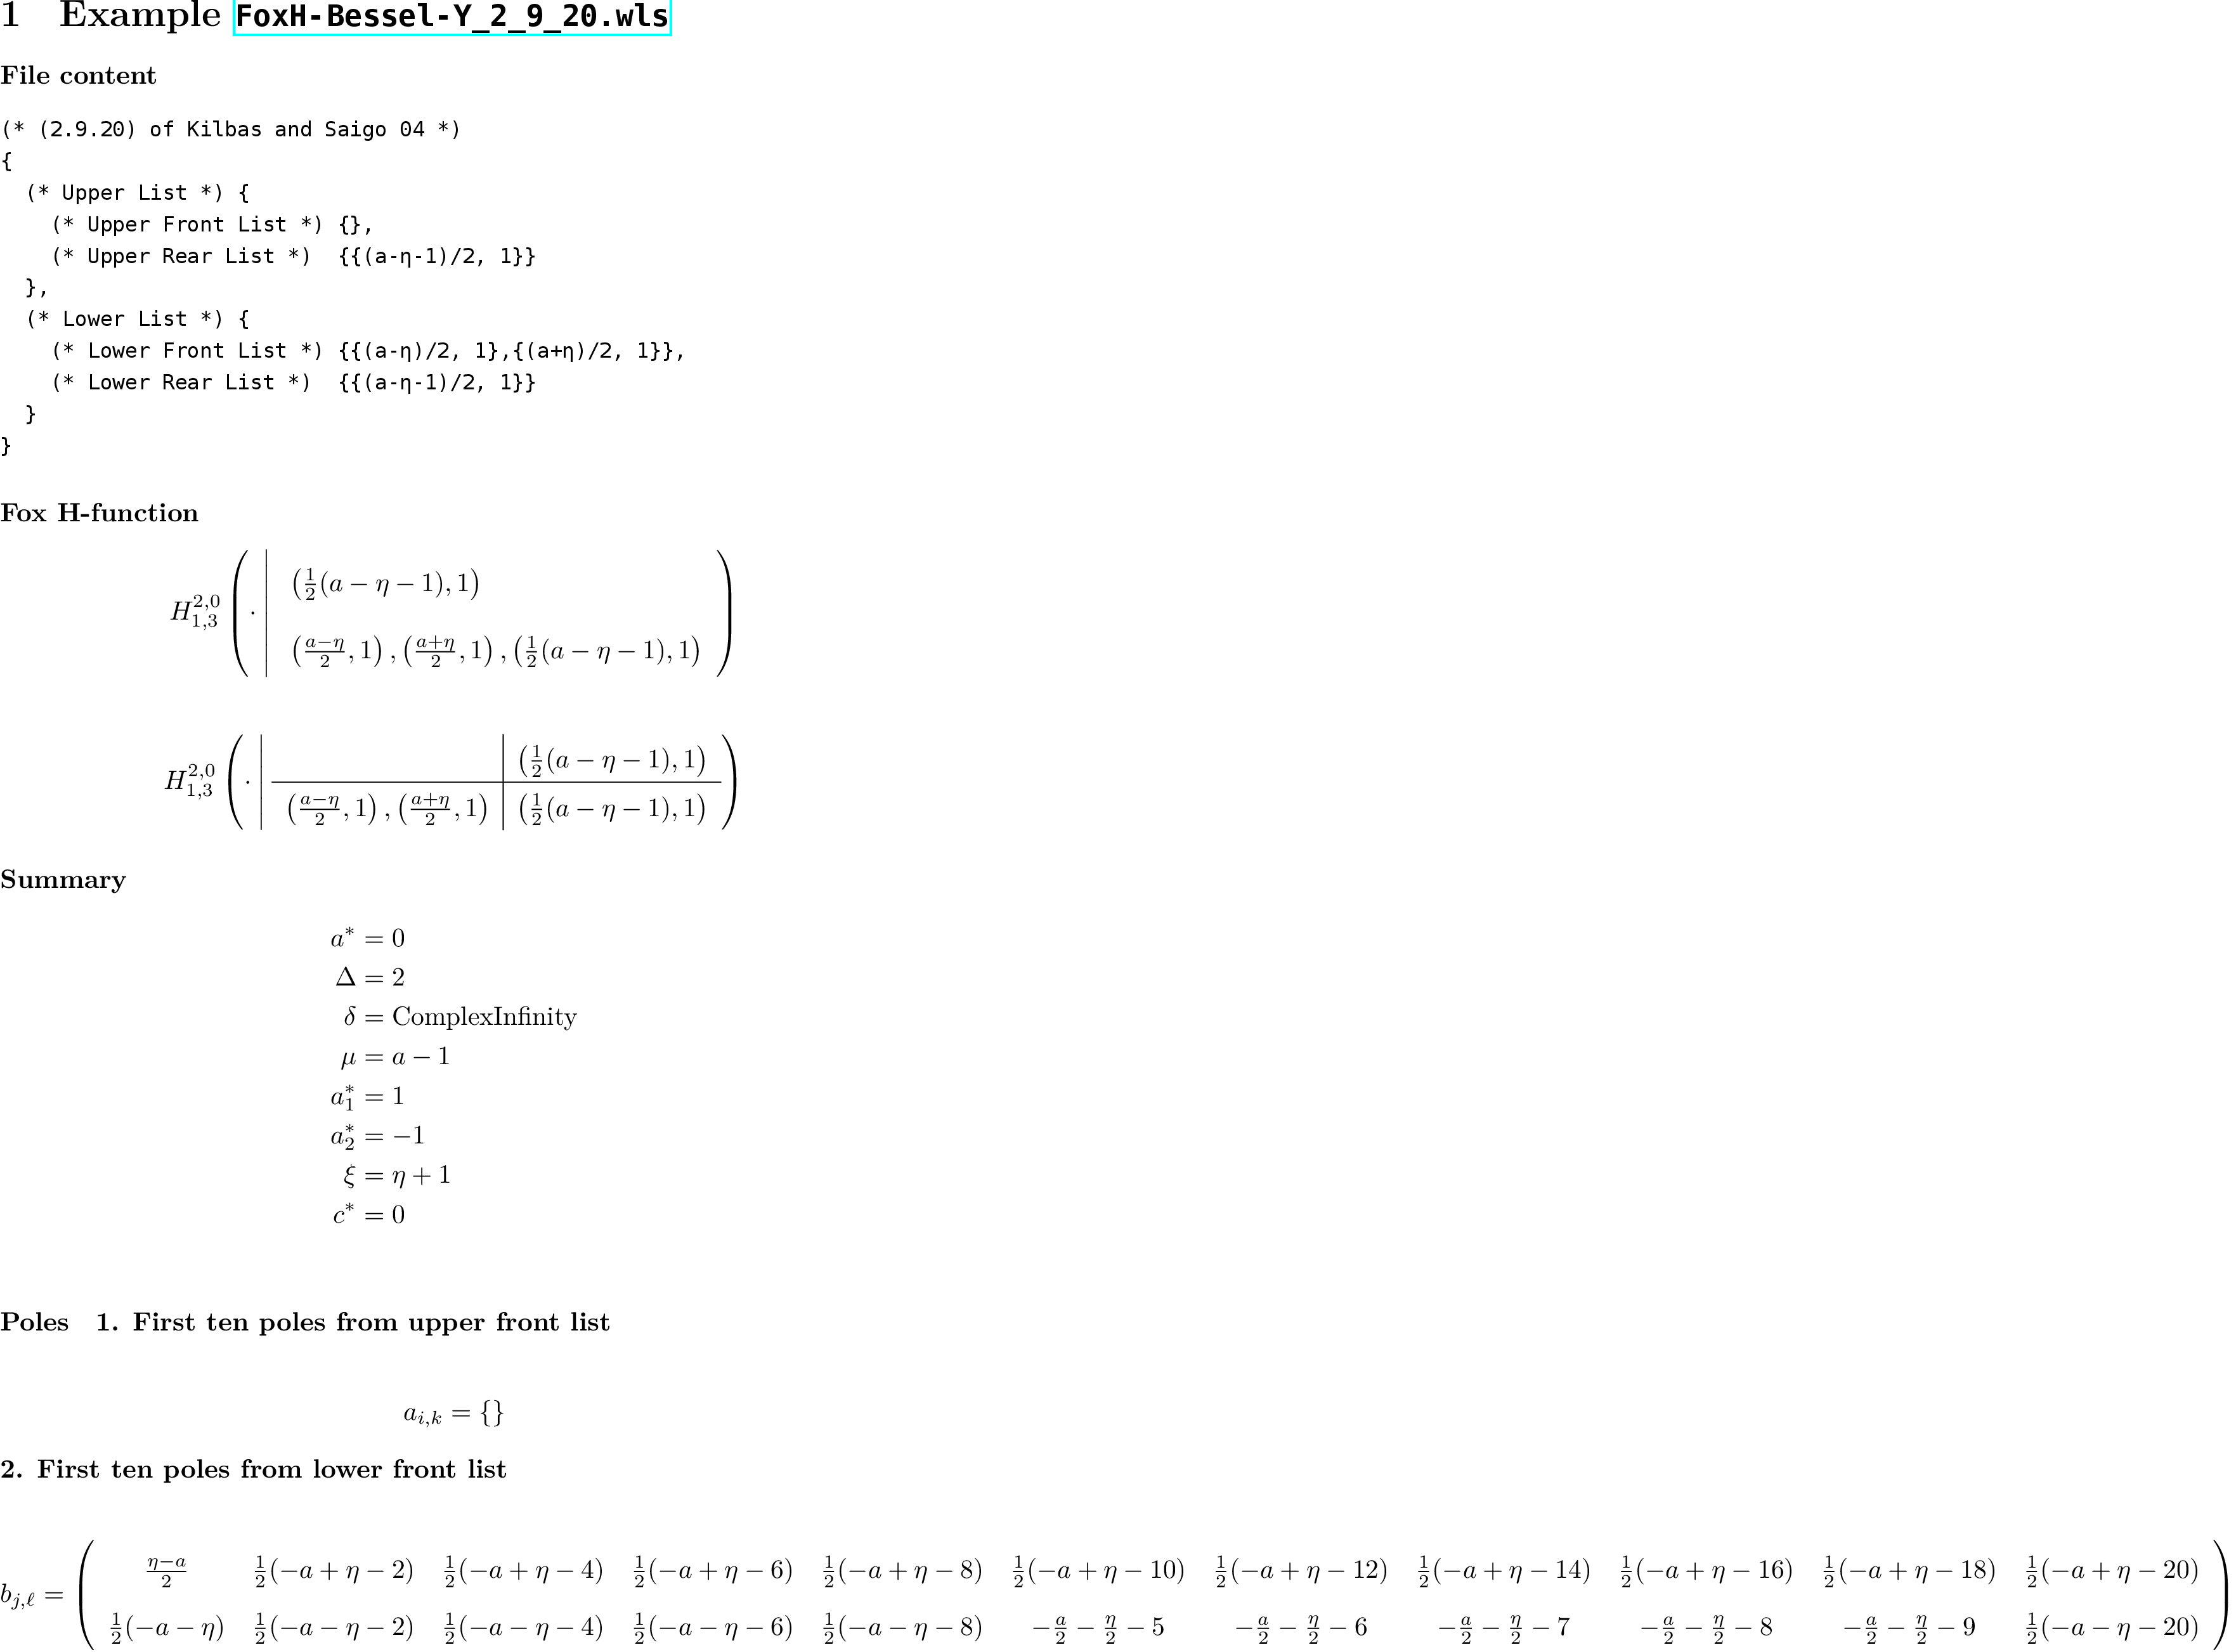 1 Example FoxH-Bessel-Y_2_9_20.wls
File content
(* (2.9.20) of Kilbas and Saigo 04 *)
{
  (* Upper List *) {
    (* Upper Front List *) {},
    (* Upper Rear List *)  {{(a-η-1)/2, 1}}
  },
  (* Lower List *) {
    (* Lower Front List *) {{(a-η)/2, 1},{(a+η)/2, 1}},
    (* Lower Rear List *)  {{(a-η-1)/2, 1}}
  }
}
Fox H-function
$H_{1,3}^{2,0}\left(\cdot\left|\begin{array}{l}\left(\frac{1}{2}(a-\eta-1),1\right)\\ \left(\frac{a-\eta}{2},1\right),\left(\frac{a+\eta}{2},1\right),\left(\frac{1}{2}(a-\eta-1),1\right)\end{array}\right.\right)$
$H_{1,3}^{2,0}\left(\cdot\left|\begin{array}{c|c} & \left(\frac{1}{2}(a-\eta-1),1\right)\\ \hline \left(\frac{a-\eta}{2},1\right),\left(\frac{a+\eta}{2},1\right) & \left(\frac{1}{2}(a-\eta-1),1\right)\end{array}\right.\right)$
Summary
$a^* = 0$
$\Delta = 2$
$\delta = \text{ComplexInfinity}$
$\mu = a - 1$
$a_1^* = 1$
$a_2^* = -1$
$\xi = \eta + 1$
$c^* = 0$
Poles 1. First ten poles from upper front list
$a_{i,k} = \{\}$
2. First ten poles from lower front list
$b_{j,\ell} = \left(\begin{array}{ccccccccccc}\frac{\eta-a}{2} & \frac{1}{2}(-a+\eta-2) & \frac{1}{2}(-a+\eta-4) & \frac{1}{2}(-a+\eta-6) & \frac{1}{2}(-a+\eta-8) & \frac{1}{2}(-a+\eta-10) & \frac{1}{2}(-a+\eta-12) & \frac{1}{2}(-a+\eta-14) & \frac{1}{2}(-a+\eta-16) & \frac{1}{2}(-a+\eta-18) & \frac{1}{2}(-a+\eta-20)\\ \frac{1}{2}(-a-\eta) & \frac{1}{2}(-a-\eta-2) & \frac{1}{2}(-a-\eta-4) & \frac{1}{2}(-a-\eta-6) & \frac{1}{2}(-a-\eta-8) & -\frac{a}{2}-\frac{\eta}{2}-5 & -\frac{a}{2}-\frac{\eta}{2}-6 & -\frac{a}{2}-\frac{\eta}{2}-7 & -\frac{a}{2}-\frac{\eta}{2}-8 & -\frac{a}{2}-\frac{\eta}{2}-9 & \frac{1}{2}(-a-\eta-20)\end{array}\right)$